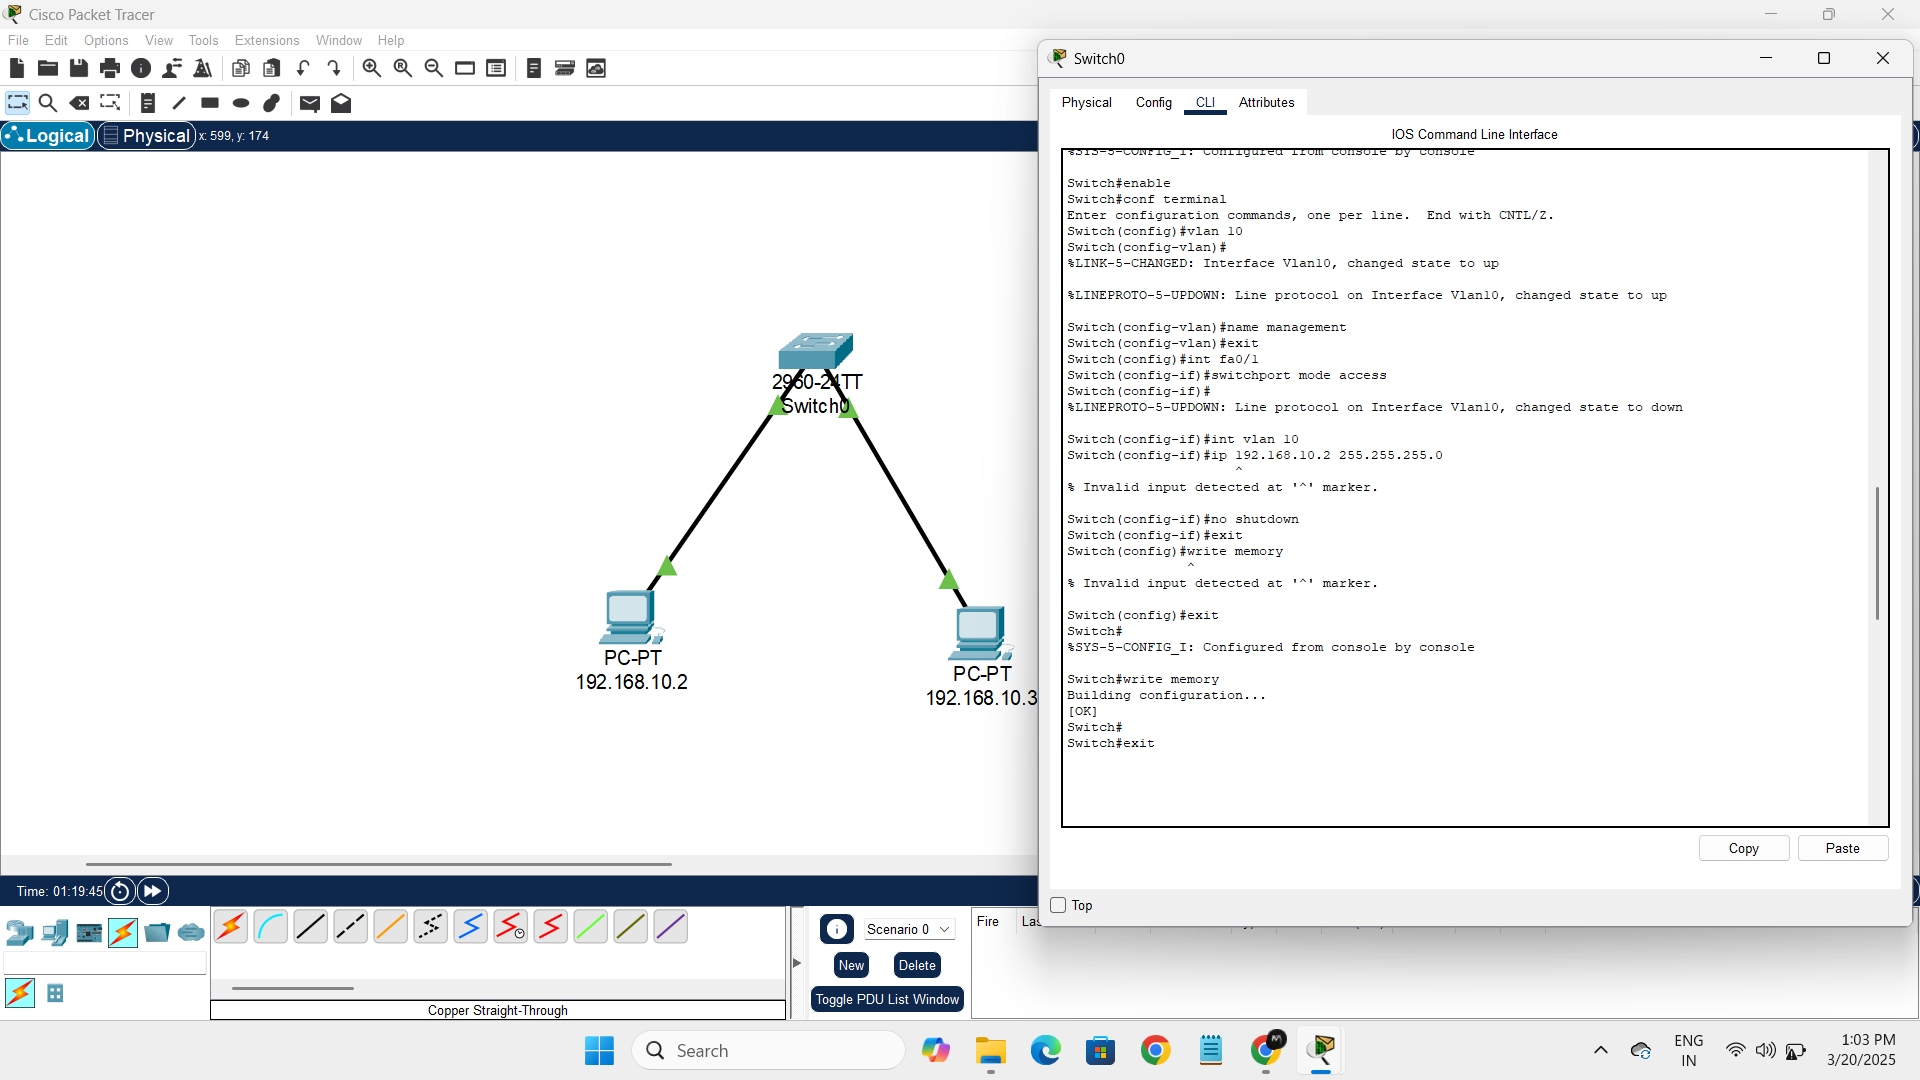 Cisco Packet Tracer
File Edit Options View Tools Extensions Window Help
Logical Physical x: 599, y: 174
2960-24TT
Switch0
PC-PT
192.168.10.2
PC-PT
192.168.10.3
Switch0
Physical Config CLI Attributes
IOS Command Line Interface
%SYS-5-CONFIG_I: Configured from console by console
Switch#enable
Switch#conf terminal
Enter configuration commands, one per line. End with CNTL/Z.
Switch(config)#vlan 10
Switch(config-vlan)#
%LINK-5-CHANGED: Interface Vlan10, changed state to up
%LINEPROTO-5-UPDOWN: Line protocol on Interface Vlan10, changed state to up
Switch(config-vlan)#name management
Switch(config-vlan)#exit
Switch(config)#int fa0/1
Switch(config-if)#switchport mode access
Switch(config-if)#
%LINEPROTO-5-UPDOWN: Line protocol on Interface Vlan10, changed state to down
Switch(config-if)#int vlan 10
Switch(config-if)#ip 192.168.10.2 255.255.255.0
^
% Invalid input detected at '^' marker.
Switch(config-if)#no shutdown
Switch(config-if)#exit
Switch(config)#write memory
^
% Invalid input detected at '^' marker.
Switch(config)#exit
Switch#
%SYS-5-CONFIG_I: Configured from console by console
Switch#write memory
Building configuration...
[OK]
Switch#
Switch#exit
Copy Paste
Top
Time: 01:19:45
Scenario 0
New Delete
Toggle PDU List Window
Fire
Copper Straight-Through
Search
ENG
IN
1:03 PM
3/20/2025